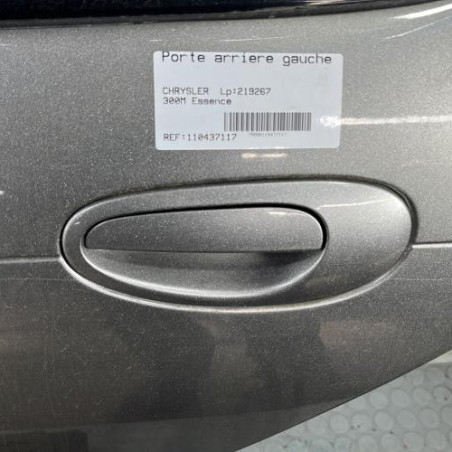 Porte arriere gauche
CHRYSLER Lp:219267
300M Essence
REF:110437117